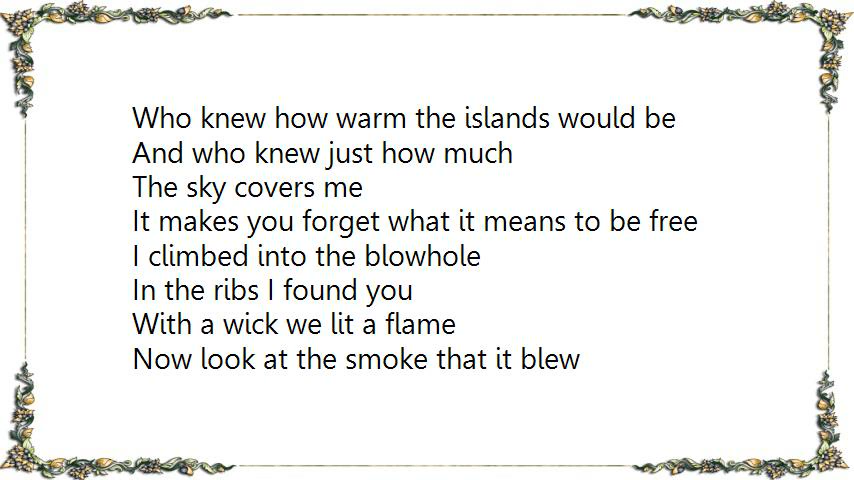 Who knew how warm the islands would be
And who knew just how much
The sky covers me
It makes you forget what it means to be free
I climbed into the blowhole
In the ribs I found you
With a wick we lit a flame
Now look at the smoke that it blew